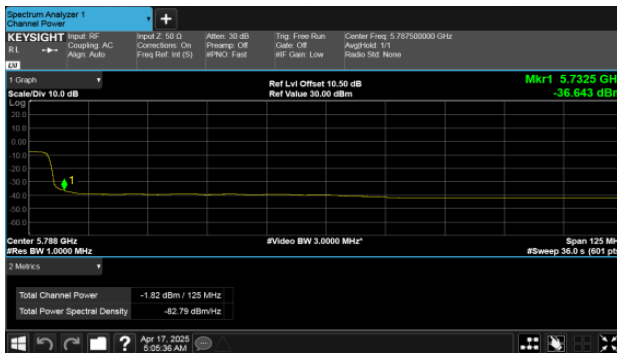 Spectrum Analyzer 1
Channel Power
+
KEYSIGHT Input: RF Input Z: 50 Ω Atten: 30 dB Trig: Free Run Center Freq: 5.787500000 GHz
RL Coupling: AC Corrections: On Preamp: Off Gate: Off Avg|Hold: 1/1
Align: Auto Freq Ref: Int (S) #PNO: Fast #IF Gain: Low Radio Std: None
LXI
1 Graph
Ref Lvl Offset 10.50 dB Mkr1 5.7325 GH
Scale/Div 10.0 dB Ref Value 30.00 dBm -36.643 dBm
Log
20.0
10.0
0.00
-10.0
-20.0
-30.0
1
-40.0
-50.0
-60.0
Center 5.788 GHz #Video BW 3.0000 MHz* Span 125 MH
#Res BW 1.0000 MHz #Sweep 36.0 s (601 pts
2 Metrics
Total Channel Power -1.82 dBm / 125 MHz
Total Power Spectral Density -82.79 dBm/Hz
?
Apr 17, 2025
5:05:36 AM